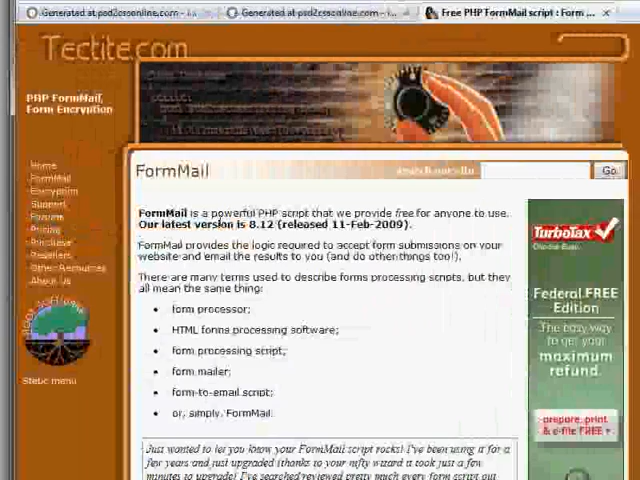 Generated at psd2cssonline.com - i...
Generated at psd2cssonline.com - i...
Free PHP FormMail script : Form ...
Tectite.com
PHP FormMail,
Form Encryption
Home
FormMail
Encryption
Support
Forums
Pricing
Purchase
Resellers
Other Resources
About Us
ROOT SOFTWARE
Static menu
FormMail
Go
FormMail is a powerful PHP script that we provide free for anyone to use.
Our latest version is 8.12 (released 11-Feb-2009).
FormMail provides the logic required to accept form submissions on your
website and email the results to you (and do other things too!).
There are many terms used to describe forms processing scripts, but they
all mean the same thing:
• form processor;
• HTML forms processing software;
• form processing script;
• form mailer;
• form-to-email script;
• or, simply, FormMail.
Just wanted to let you know your FormMail script rocks! I've been using it for a
few years and just upgraded (thanks to your nifty wizard it took just a few
minutes to upgrade! I've searched/reviewed pretty much every form script out
TurboTax
Choose Easy.
Federal FREE
Edition
The easy way
to get your
maximum
refund.
prepare, print
& e-file FREE